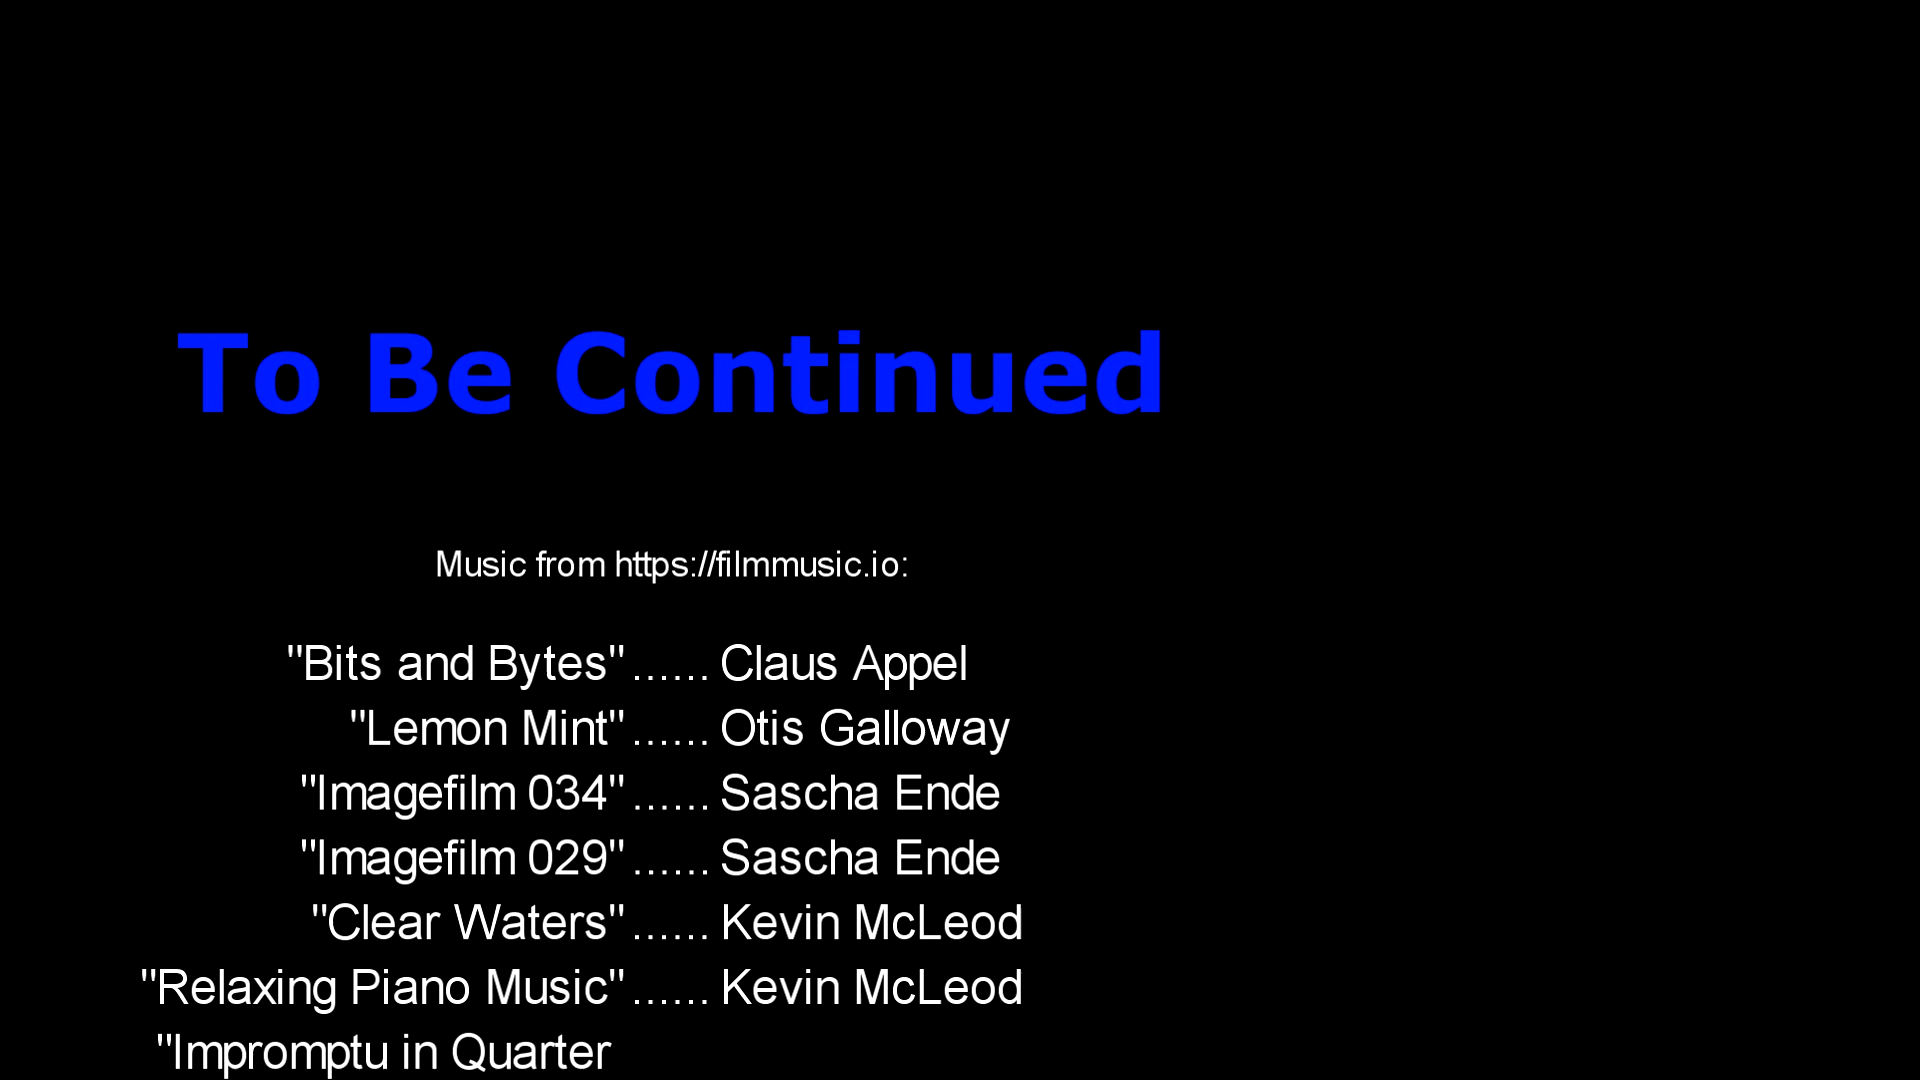 To Be Continued
Music from https://filmmusic.io:
"Bits and Bytes" ...... Claus Appel
"Lemon Mint" ...... Otis Galloway
"Imagefilm 034" ...... Sascha Ende
"Imagefilm 029" ...... Sascha Ende
"Clear Waters" ...... Kevin McLeod
"Relaxing Piano Music" ...... Kevin McLeod
"Impromptu in Quarter